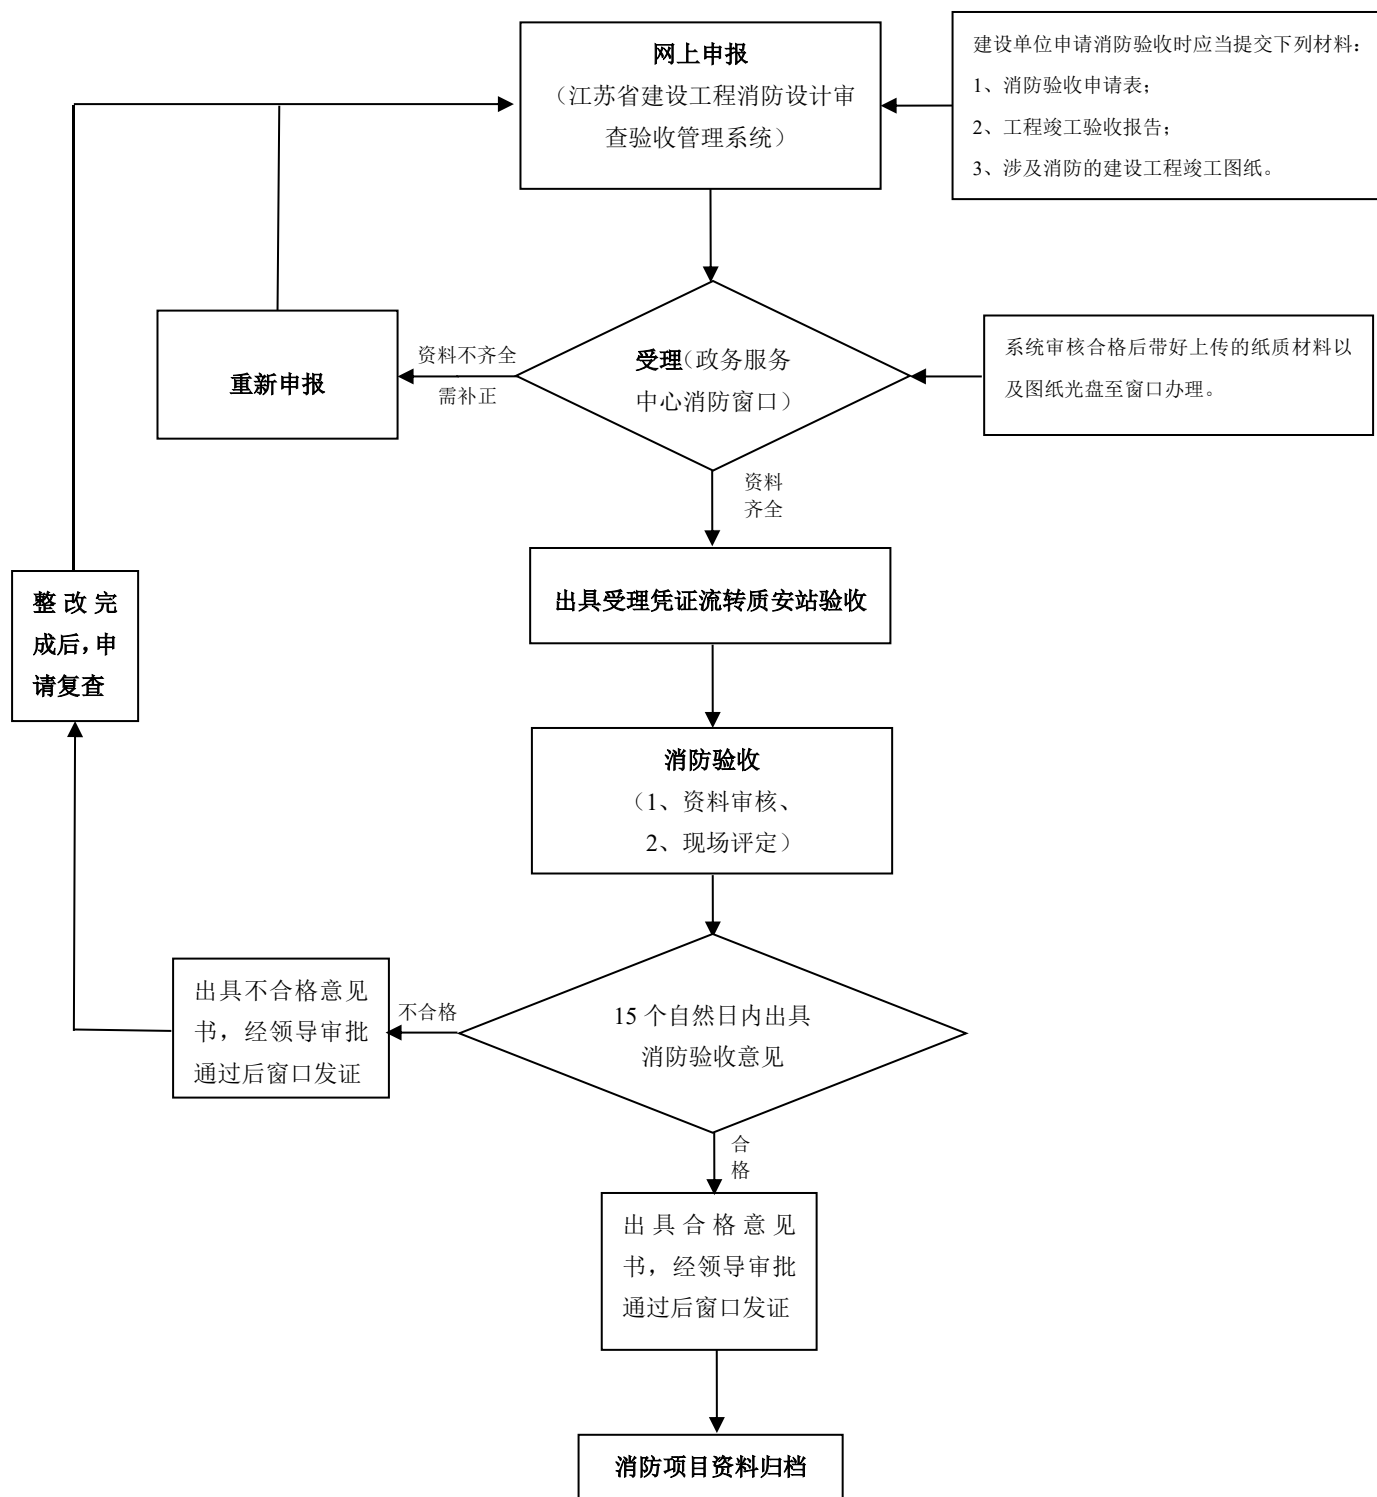 网上申报
（江苏省建设工程消防设计审
查验收管理系统）
建设单位申请消防验收时应当提交下列材料：
1、消防验收申请表；
2、工程竣工验收报告；
3、涉及消防的建设工程竣工图纸。
重新申报
资料不齐全
需补正
受理（政务服务
中心消防窗口）
系统审核合格后带好上传的纸质材料以
及图纸光盘至窗口办理。
资料
齐全
出具受理凭证流转质安站验收
整改完
成后，申
请复查
消防验收
（1、资料审核、
2、现场评定）
出具不合格意见
书，经领导审批
通过后窗口发证
不合格
15 个自然日内出具
消防验收意见
合
格
出具合格意见
书，经领导审批
通过后窗口发证
消防项目资料归档